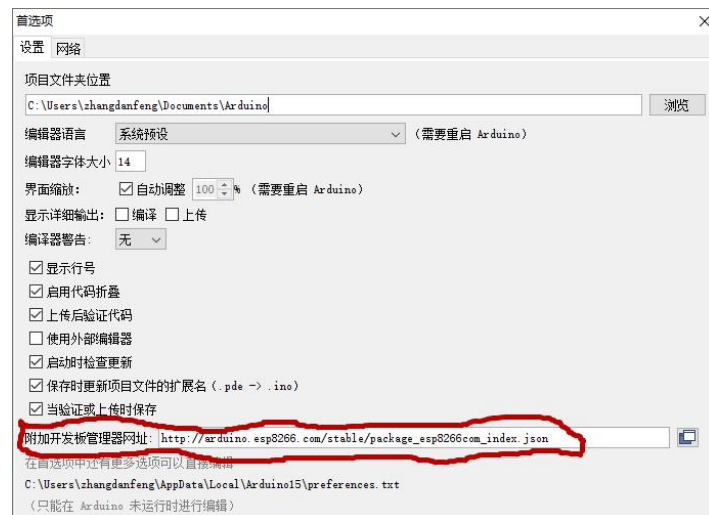 首选项
设置 网络
项目文件夹位置
C:\Users\zhangdanfeng\Documents\Arduino 浏览
编辑器语言 系统预设 (需要重启 Arduino)
编辑器字体大小 14
界面缩放: 自动调整 100 % (需要重启 Arduino)
显示详细输出: 编译 上传
编译器警告: 无
显示行号
启用代码折叠
上传后验证代码
使用外部编辑器
启动时检查更新
保存时更新项目文件的扩展名 (.pde -> .ino)
当验证或上传时保存
附加开发板管理器网址: http://arduino.esp8266.com/stable/package_esp8266com_index.json
在首选项中还有更多选项可以直接编辑
C:\Users\zhangdanfeng\AppData\Local\Arduino15\preferences.txt
(只能在 Arduino 未运行时进行编辑)